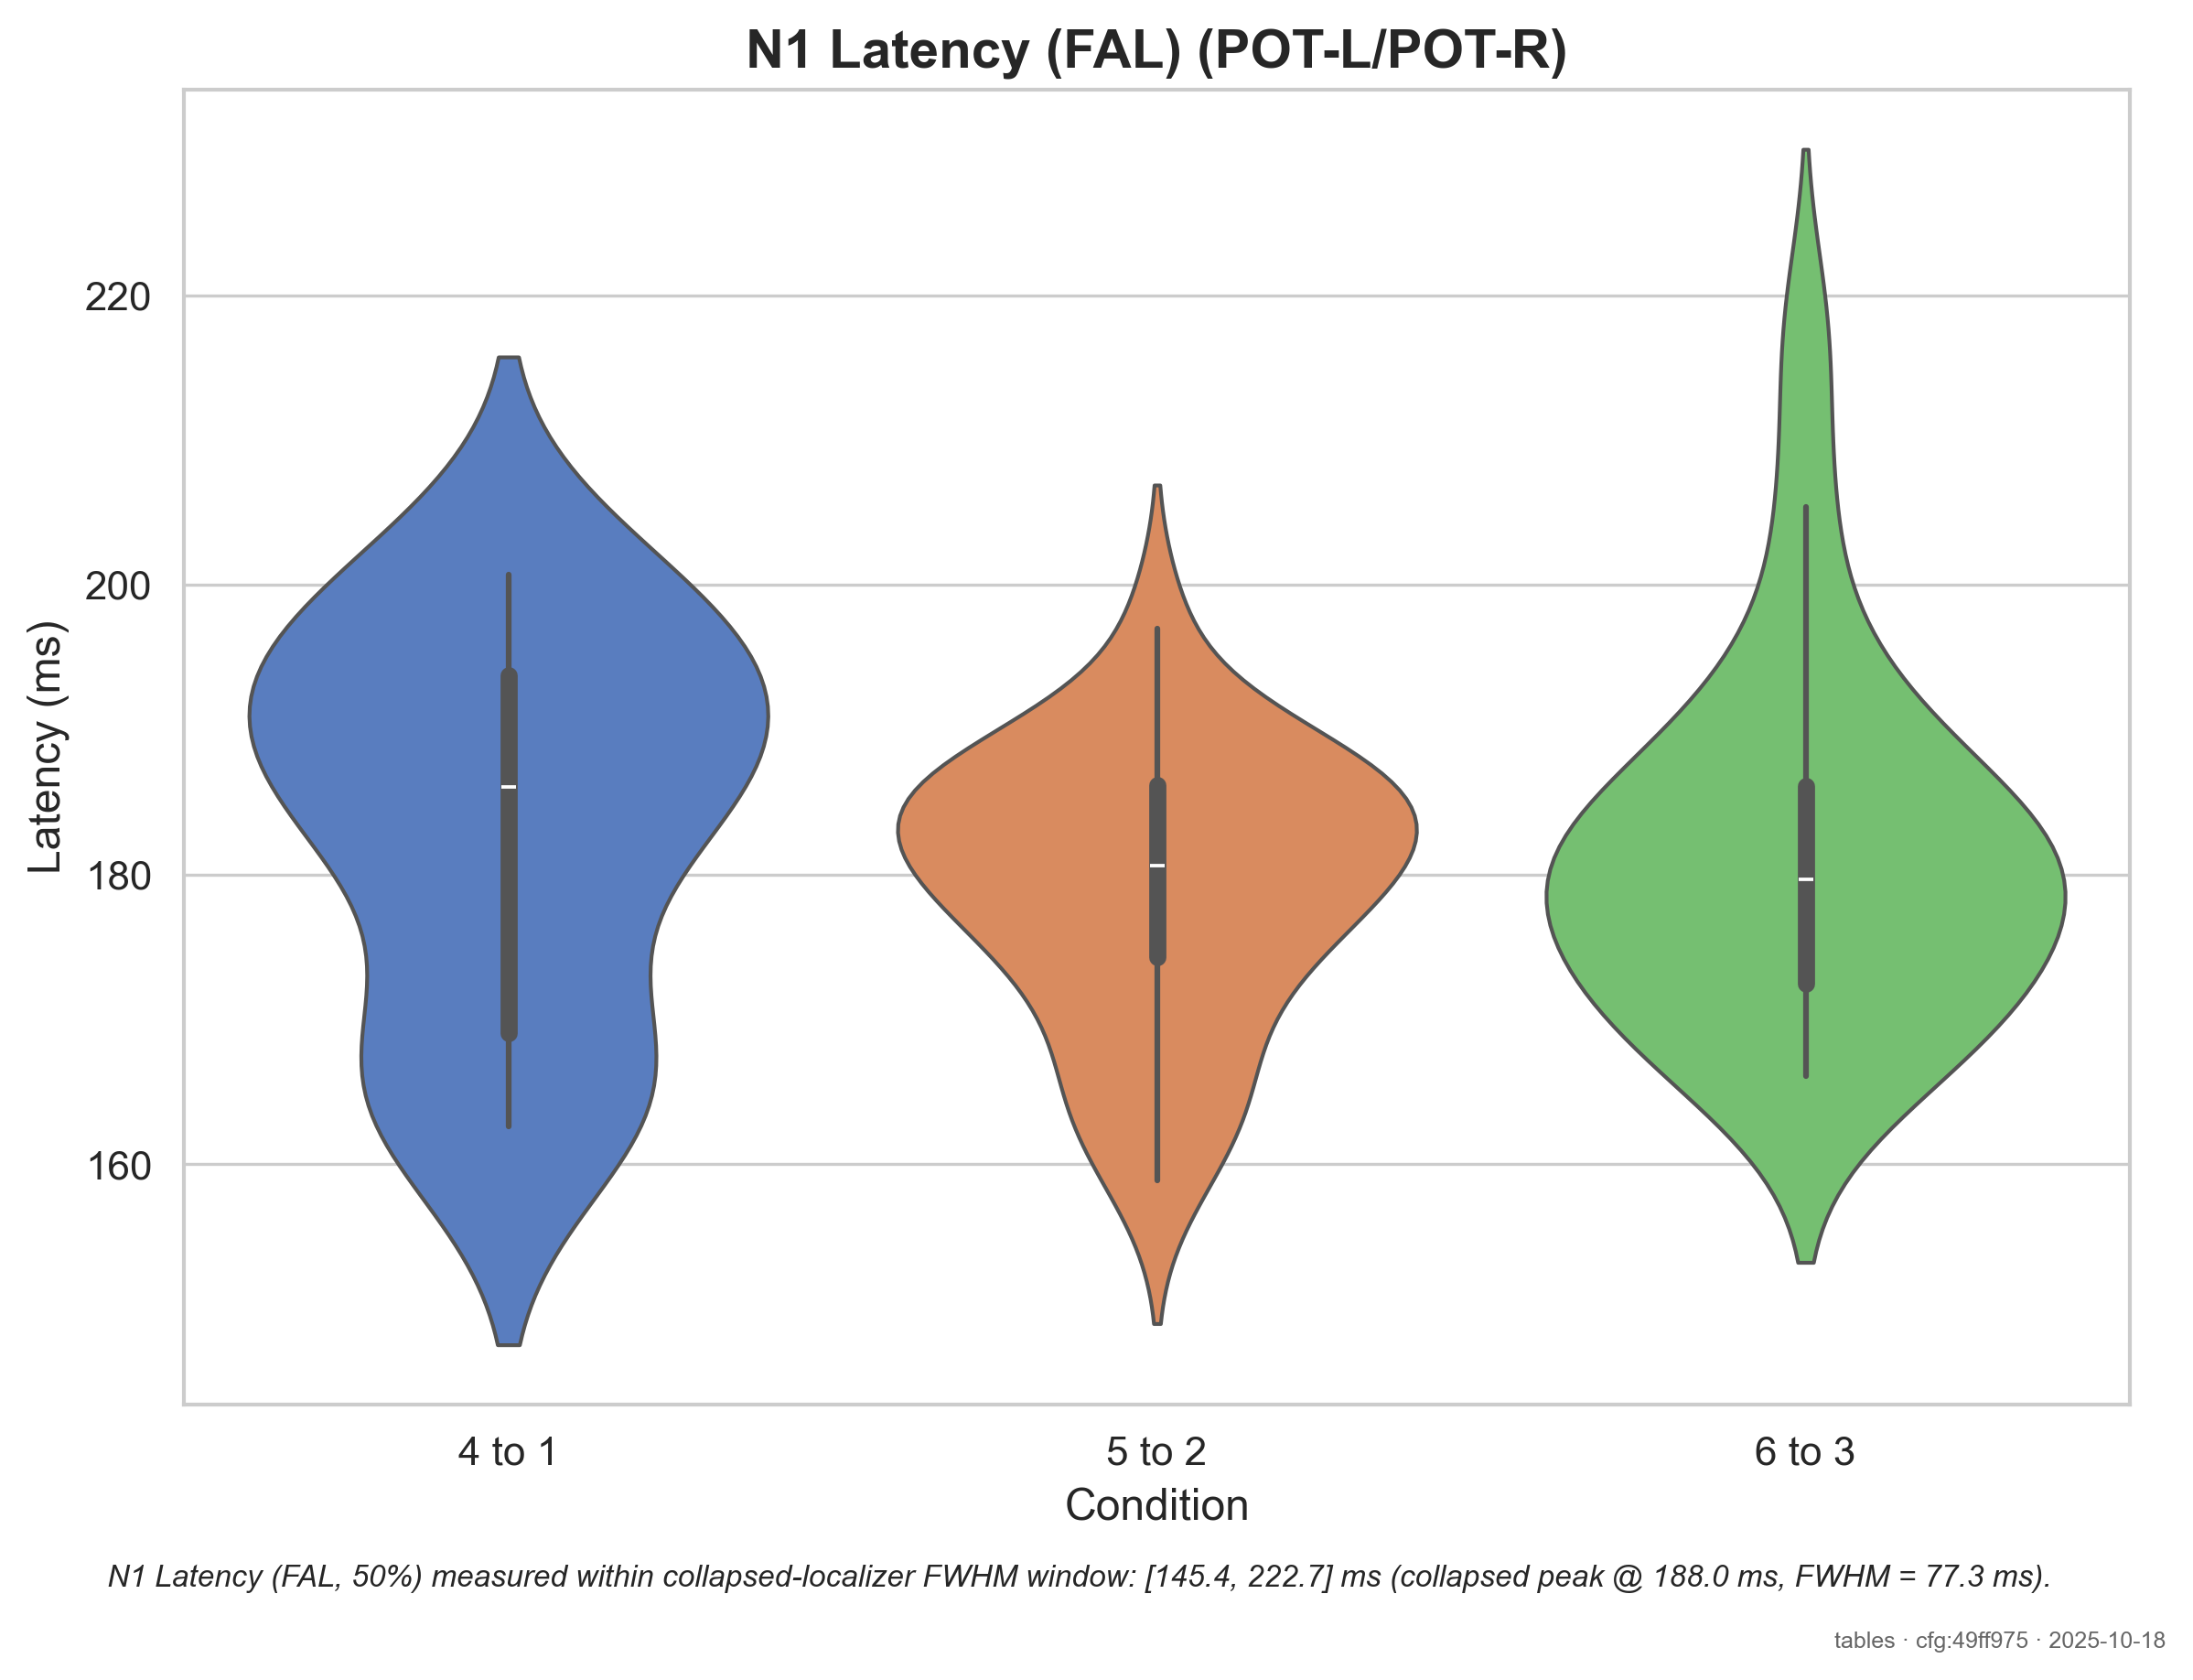 N1 Latency (FAL) (POT-L/POT-R)
Latency (ms)
220
200
180
160
4 to 1
5 to 2
6 to 3
Condition
N1 Latency (FAL, 50%) measured within collapsed-localizer FWHM window: [145.4, 222.7] ms (collapsed peak @ 188.0 ms, FWHM = 77.3 ms).
tables · cfg:49ff975 · 2025-10-18